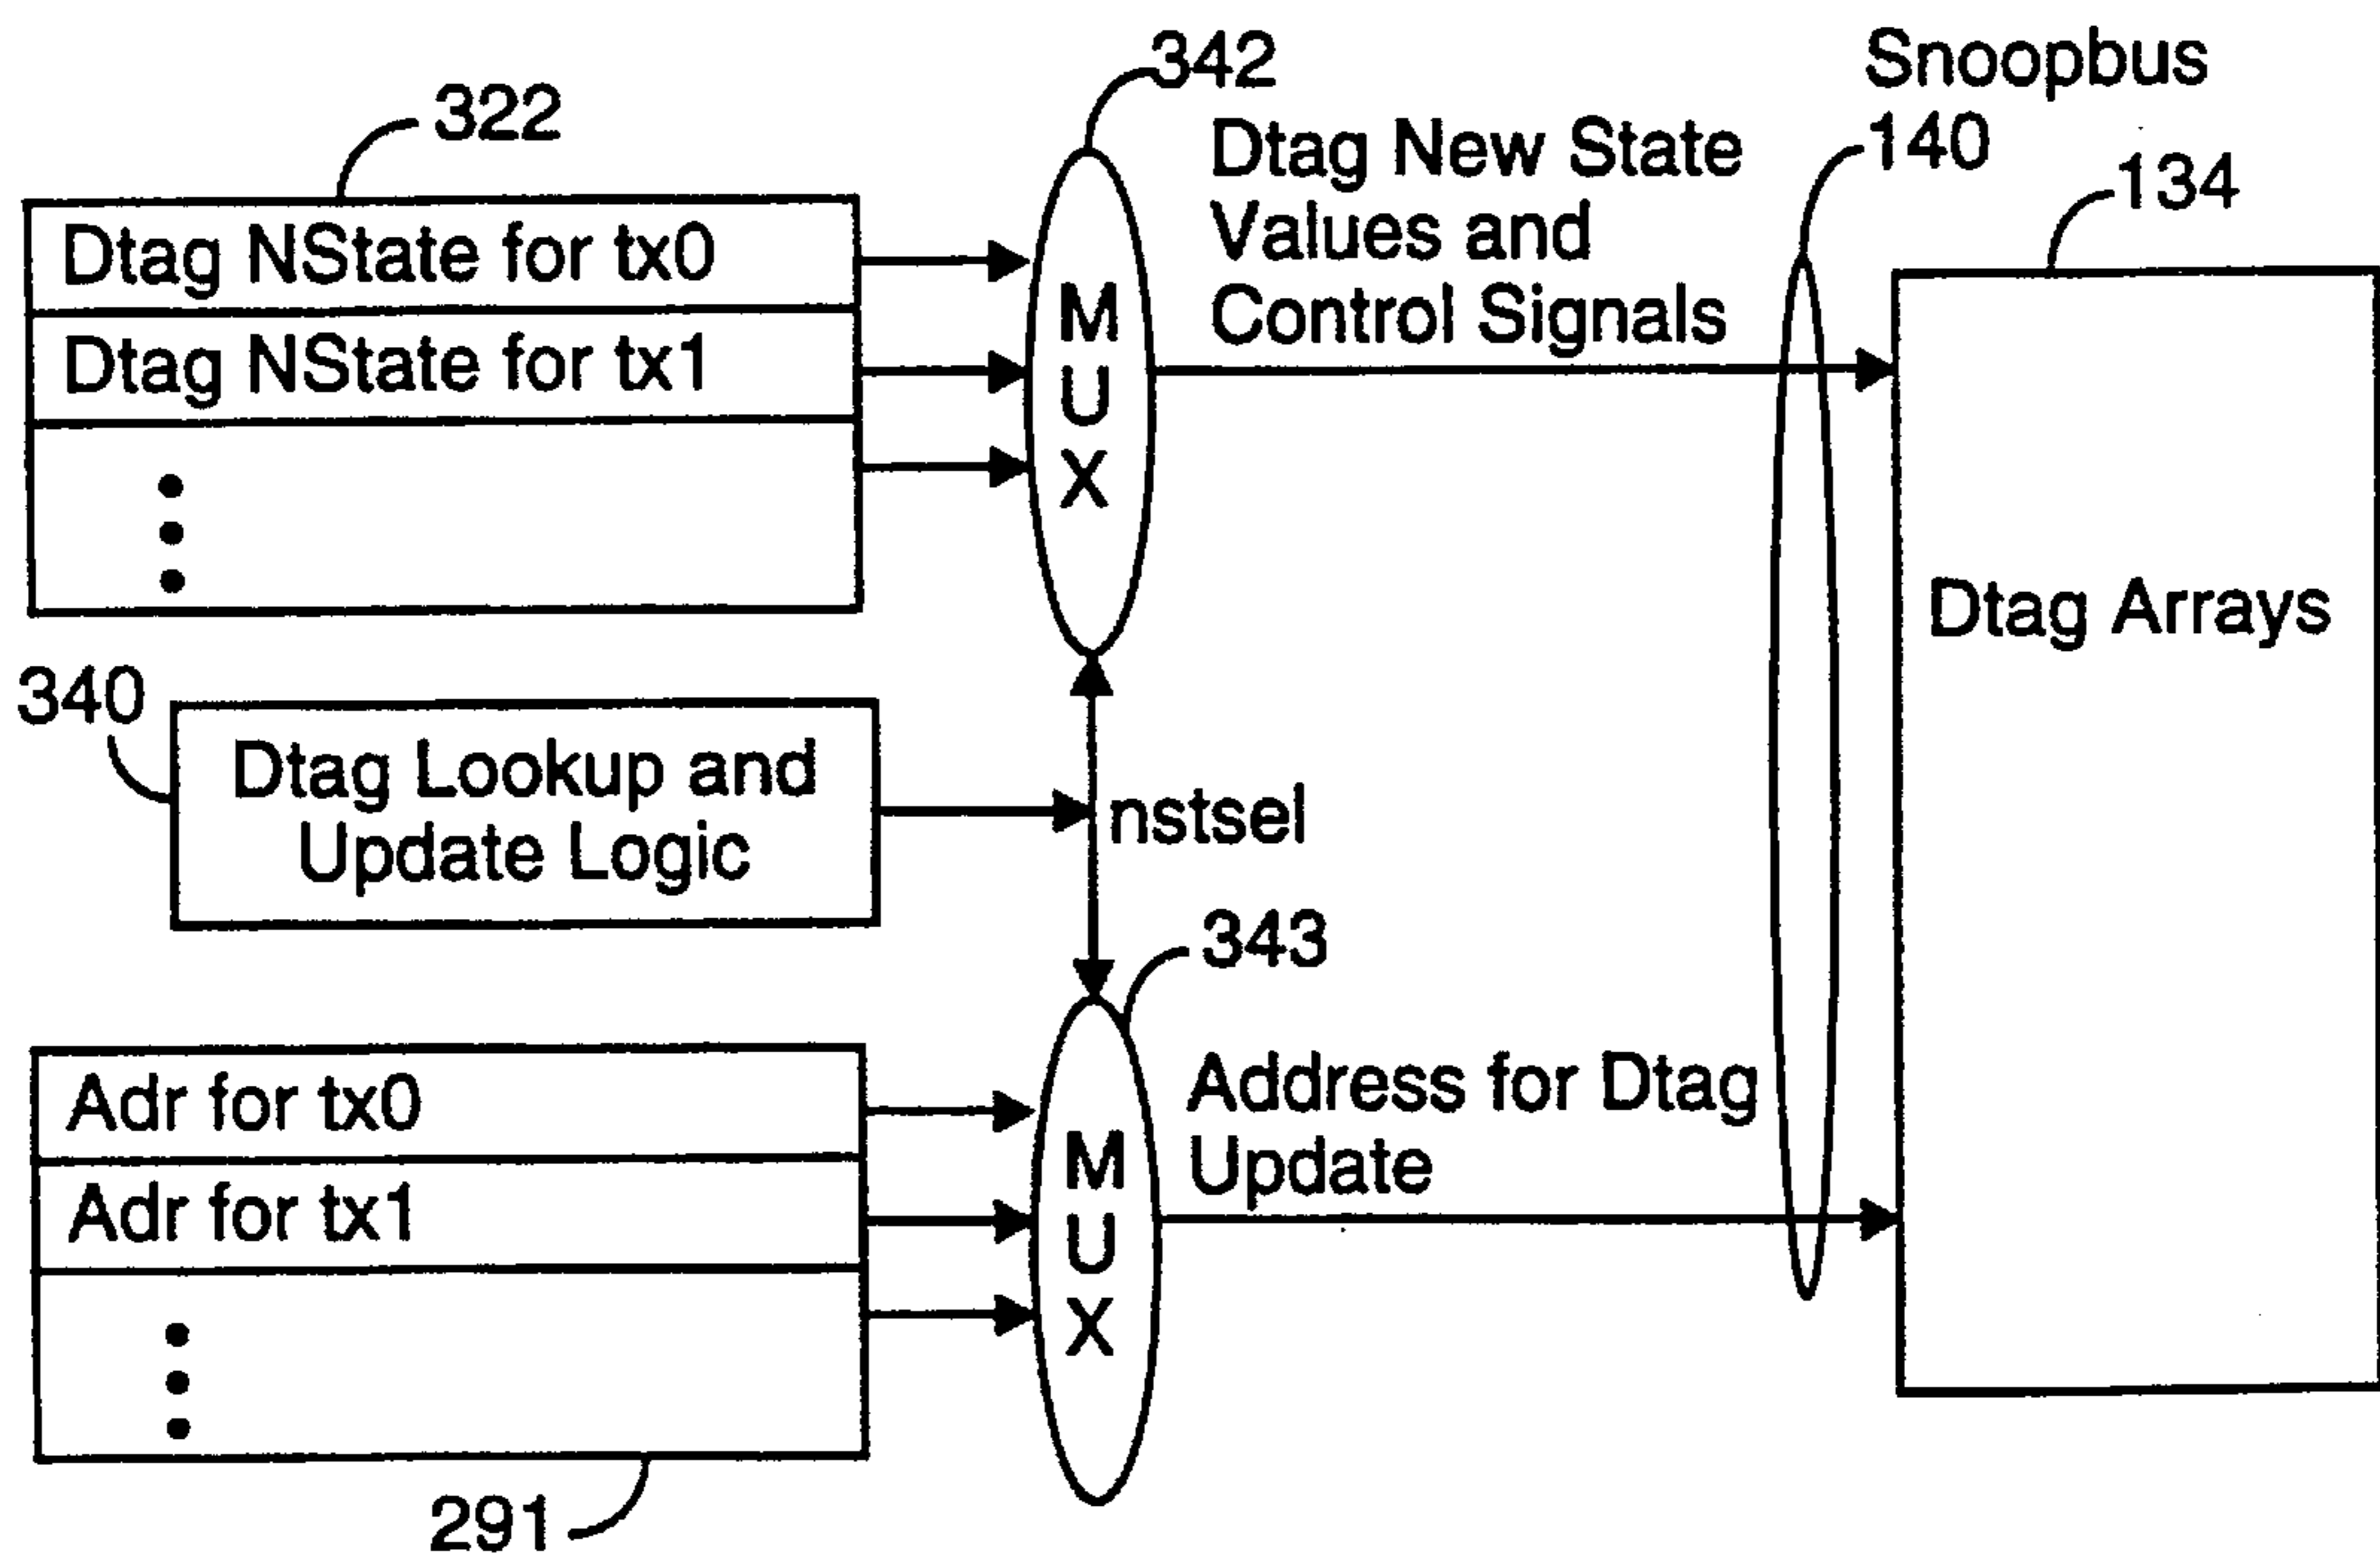 342
Snoopbus
140
322
Dtag New State
Values and
Control Signals
134
Dtag NState for tx0
Dtag NState for tx1
M
U
X
Dtag Arrays
340
Dtag Lookup and
Update Logic
nstsel
343
Adr for tx0
Adr for tx1
M
U
X
Address for Dtag
Update
291